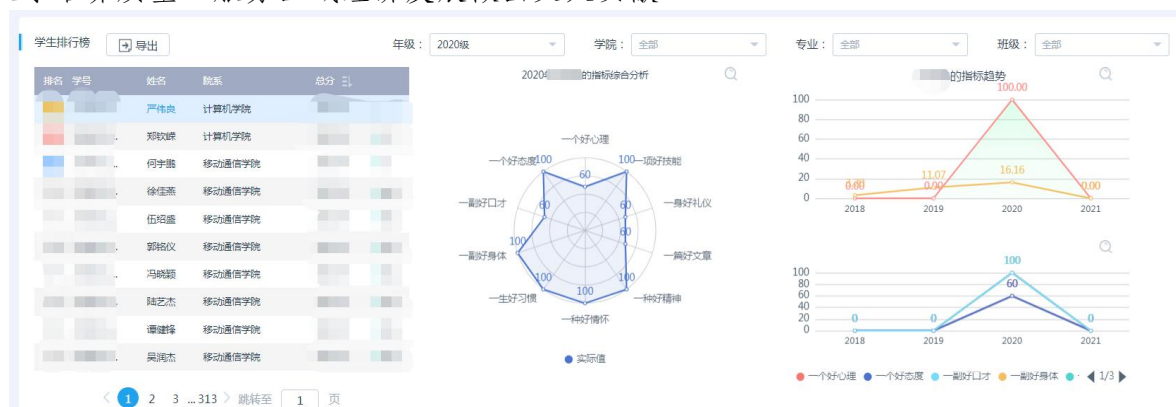 学生排行榜 导出 年级： 2020级 学院： 全部 专业： 全部 班级： 全部
排名 学号 姓名 院系 总分
严伟良 计算机学院
郑钦嵘 计算机学院
何宇鹏 移动通信学院
徐佳燕 移动通信学院
伍绍盛 移动通信学院
郭铭仪 移动通信学院
冯晓颖 移动通信学院
陆艺杰 移动通信学院
谭健锋 移动通信学院
吴润杰 移动通信学院
1 2 3 ...313 跳转至 1 页
的指标综合分析
一个好心理
一个好态度 100 60 100 一项好技能
一副好口才 60 60 一身好礼仪
一副好身体 100 60 一篇好文章
一生好习惯 100 100 100 一种好精神
一种好情怀
实际值
的指标趋势
100.00
100
80
60
40
20
0
0.00 11.07 0.00 16.16 0.00
2018 2019 2020 2021
100
100
80
60
60
40
20
0
0 0 0
2018 2019 2020 2021
一个好心理 一个好态度 一副好口才 一副好身体 1/3